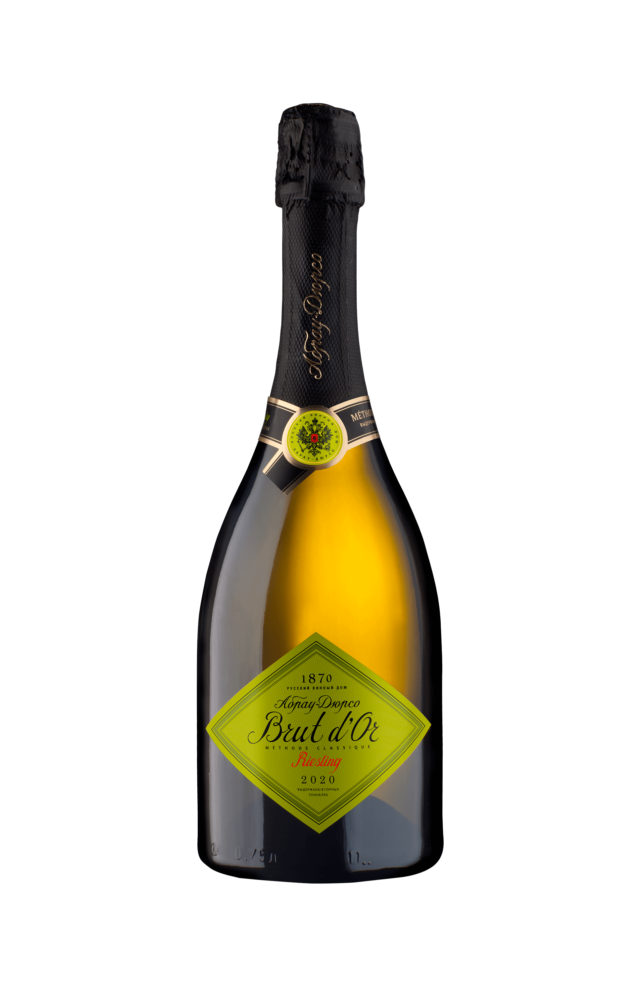 Абрау-Дюрсо
MÉTHOD
РУССКИЙ ВИННЫЙ ДОМ
АБРАУ-ДЮРСО
1870
РУССКИЙ ВИННЫЙ ДОМ
Абрау-Дюрсо
Brut d'Or
MÉTHODE CLASSIQUE
Riesling
2020
ВЫДЕРЖАНО В ГОРНЫХ
ТОННЕЛЯХ
0.75 л
11..